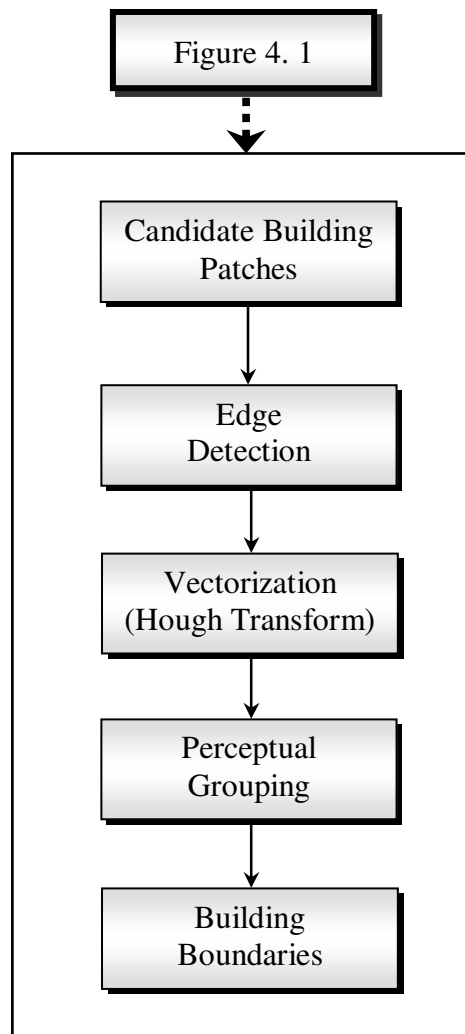 Figure 4. 1
Candidate Building
Patches
Edge
Detection
Vectorization
(Hough Transform)
Perceptual
Grouping
Building
Boundaries